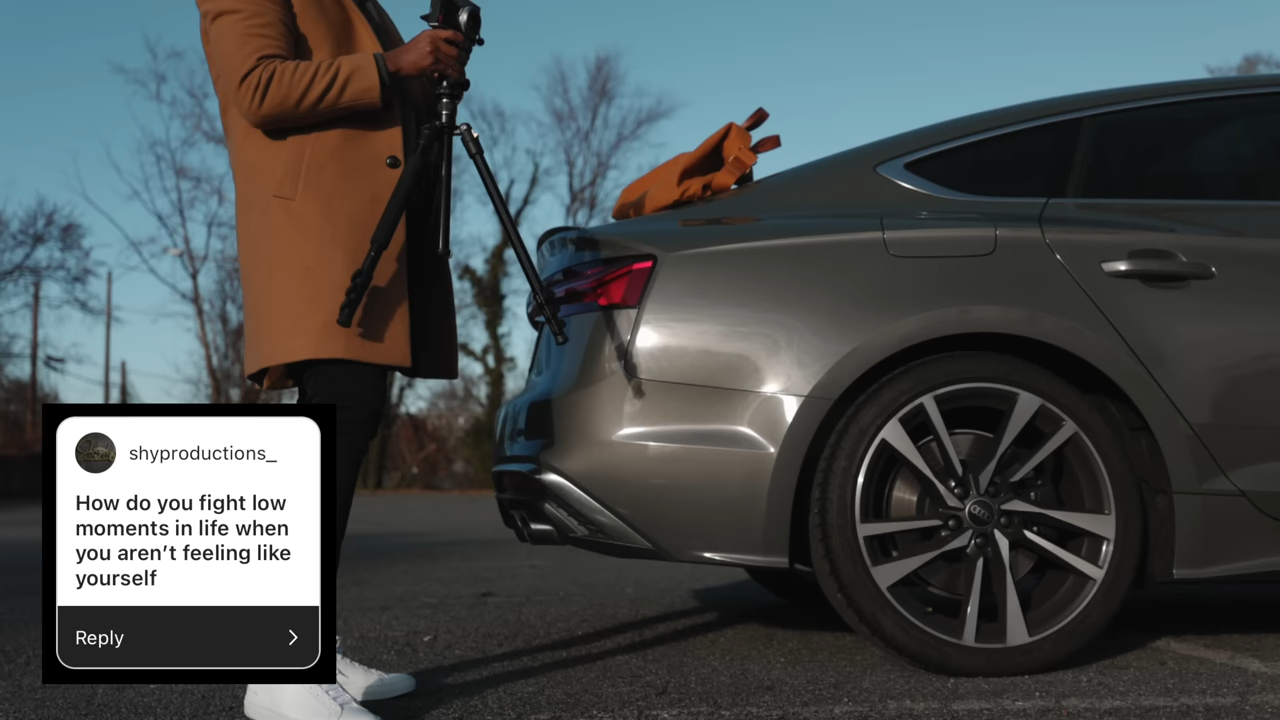 shyproductions_
How do you fight low
moments in life when
you aren't feeling like
yourself
Reply